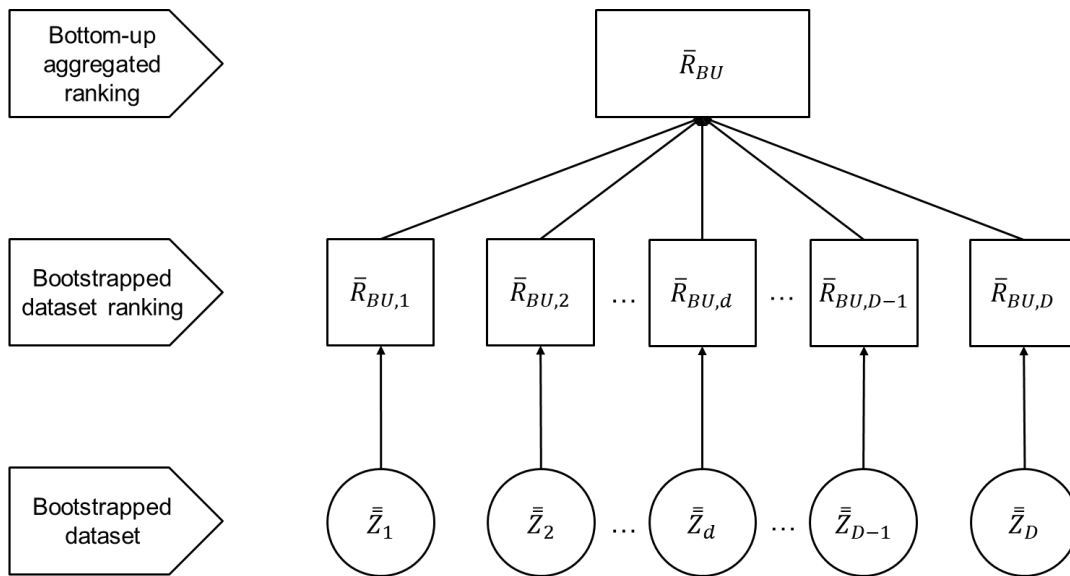 Bottom-up
aggregated
ranking
R̄_BU
Bootstrapped
dataset ranking
R̄_BU,1 R̄_BU,2 ... R̄_BU,d ... R̄_BU,D−1 R̄_BU,D
Bootstrapped
dataset
Z̿_1 Z̿_2 ... Z̿_d ... Z̿_D−1 Z̿_D